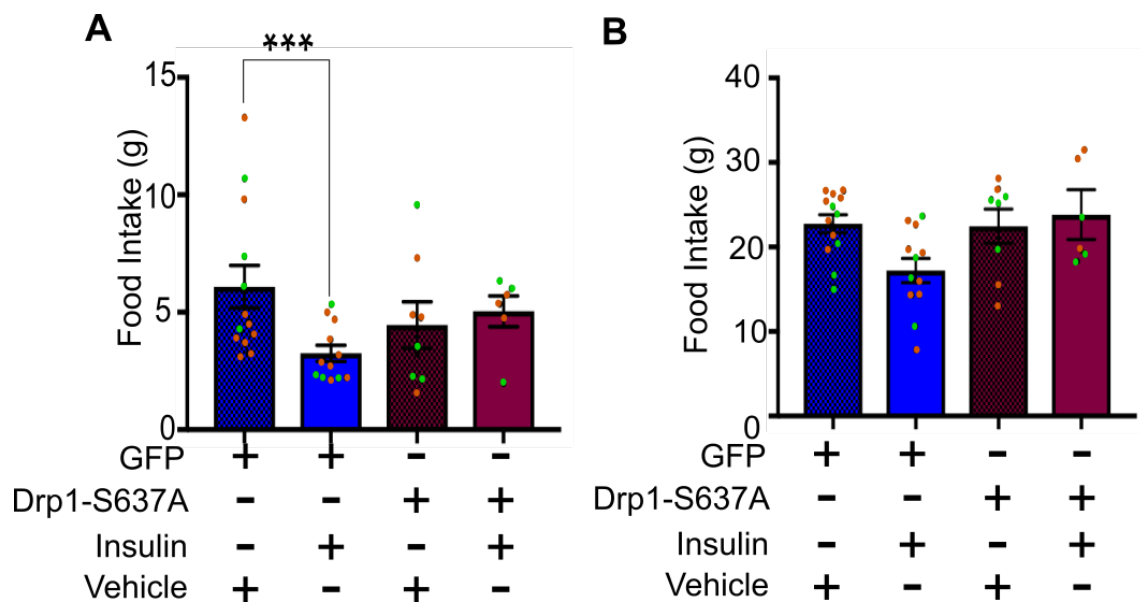 A
***
Food Intake (g)
15
10
5
0
GFP + + - -
Drp1-S637A - - + +
Insulin - + - +
Vehicle + - + -
B
Food Intake (g)
40
30
20
10
0
GFP + + - -
Drp1-S637A - - + +
Insulin - + - +
Vehicle + - + -